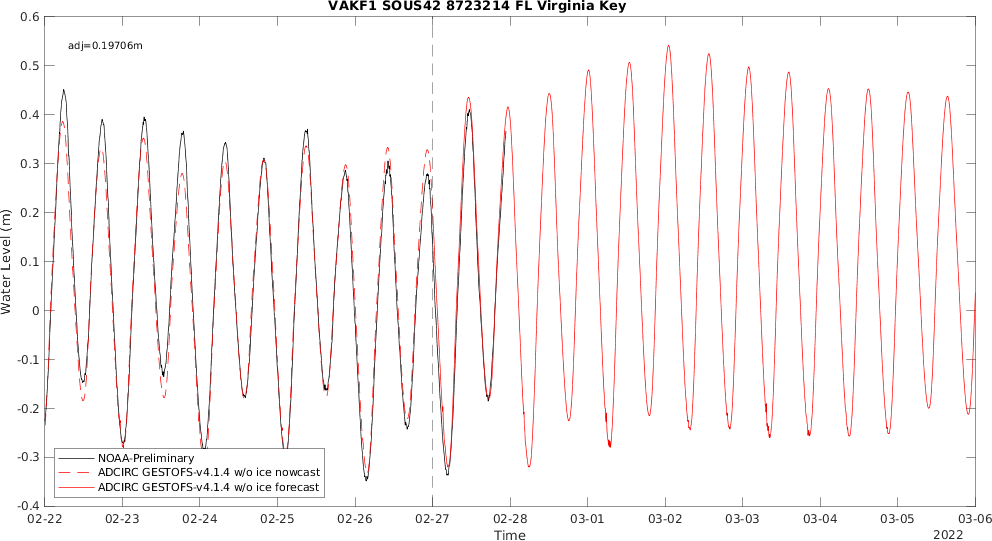 VAKF1 SOUS42 8723214 FL Virginia Key
0.6
adj=0.19706m
0.5
0.4
0.3
0.2
0.1
0
-0.1
-0.2
-0.3
-0.4
Water Level (m)
NOAA-Preliminary
ADCIRC GESTOFS-v4.1.4 w/o ice nowcast
ADCIRC GESTOFS-v4.1.4 w/o ice forecast
02-22 02-23 02-24 02-25 02-26 02-27 02-28 03-01 03-02 03-03 03-04 03-05 03-06
Time
2022